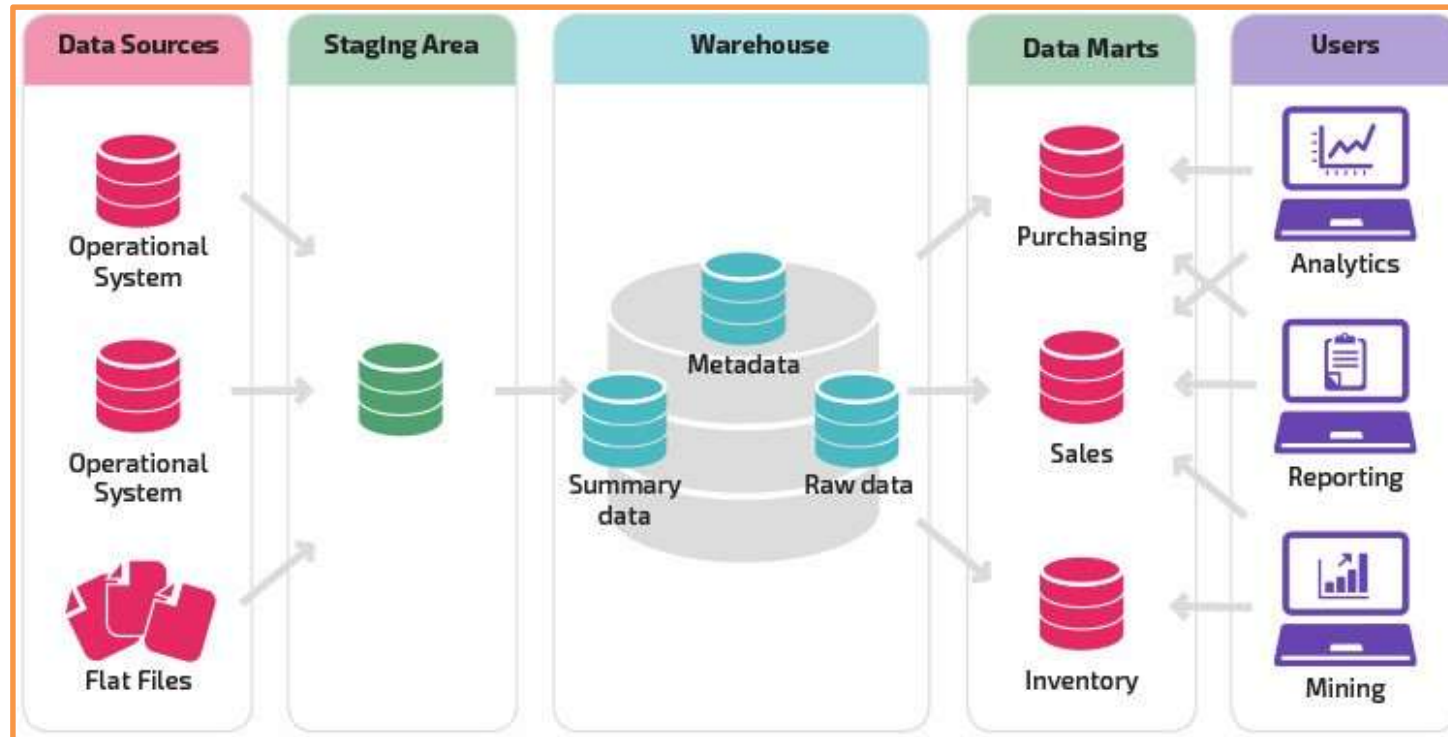 Data Sources
Staging Area
Warehouse
Data Marts
Users
Operational
System
Operational
System
Flat Files
Metadata
Summary
data
Raw data
Purchasing
Sales
Inventory
Analytics
Reporting
Mining